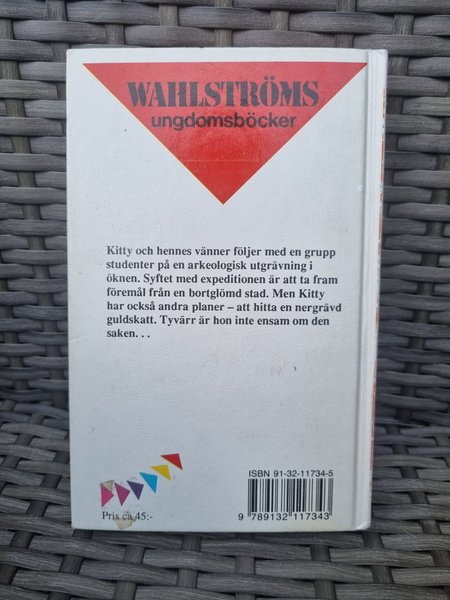 WAHLSTRÖMS
ungdomsböcker
Kitty och hennes vänner följer med en grupp
studenter på en arkeologisk utgrävning i
öknen. Syftet med expeditionen är att ta fram
föremål från en bortglömd stad. Men Kitty
har också andra planer – att hitta en nergrävd
guldskatt. Tyvärr är hon inte ensam om den
saken. . .
ISBN 91-32-11734-5
Pris ca 45:-
9 789132 117343